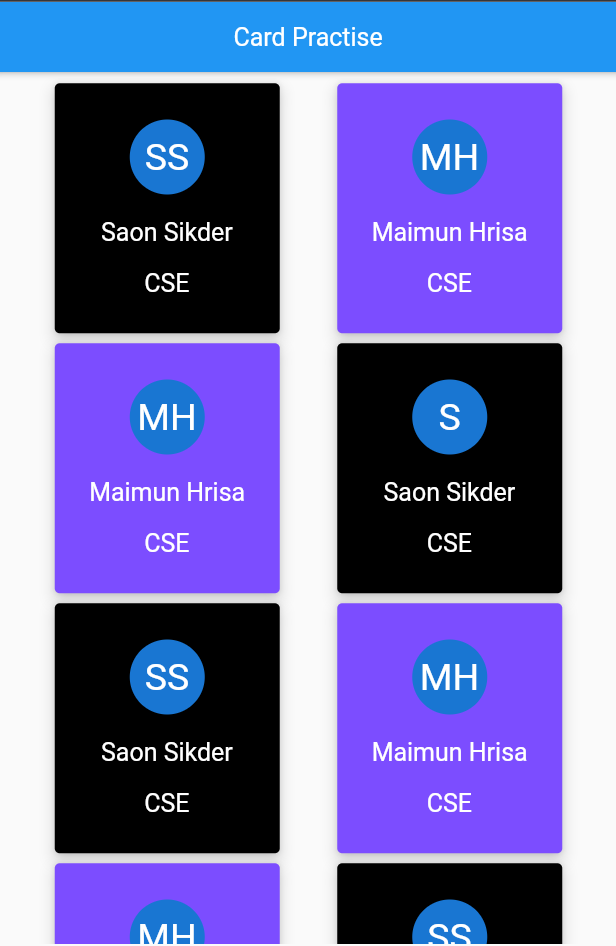 Card Practise
SS
MH
Saon Sikder
Maimun Hrisa
CSE
CSE
MH
S
Maimun Hrisa
Saon Sikder
CSE
CSE
SS
MH
Saon Sikder
Maimun Hrisa
CSE
CSE
MH
SS